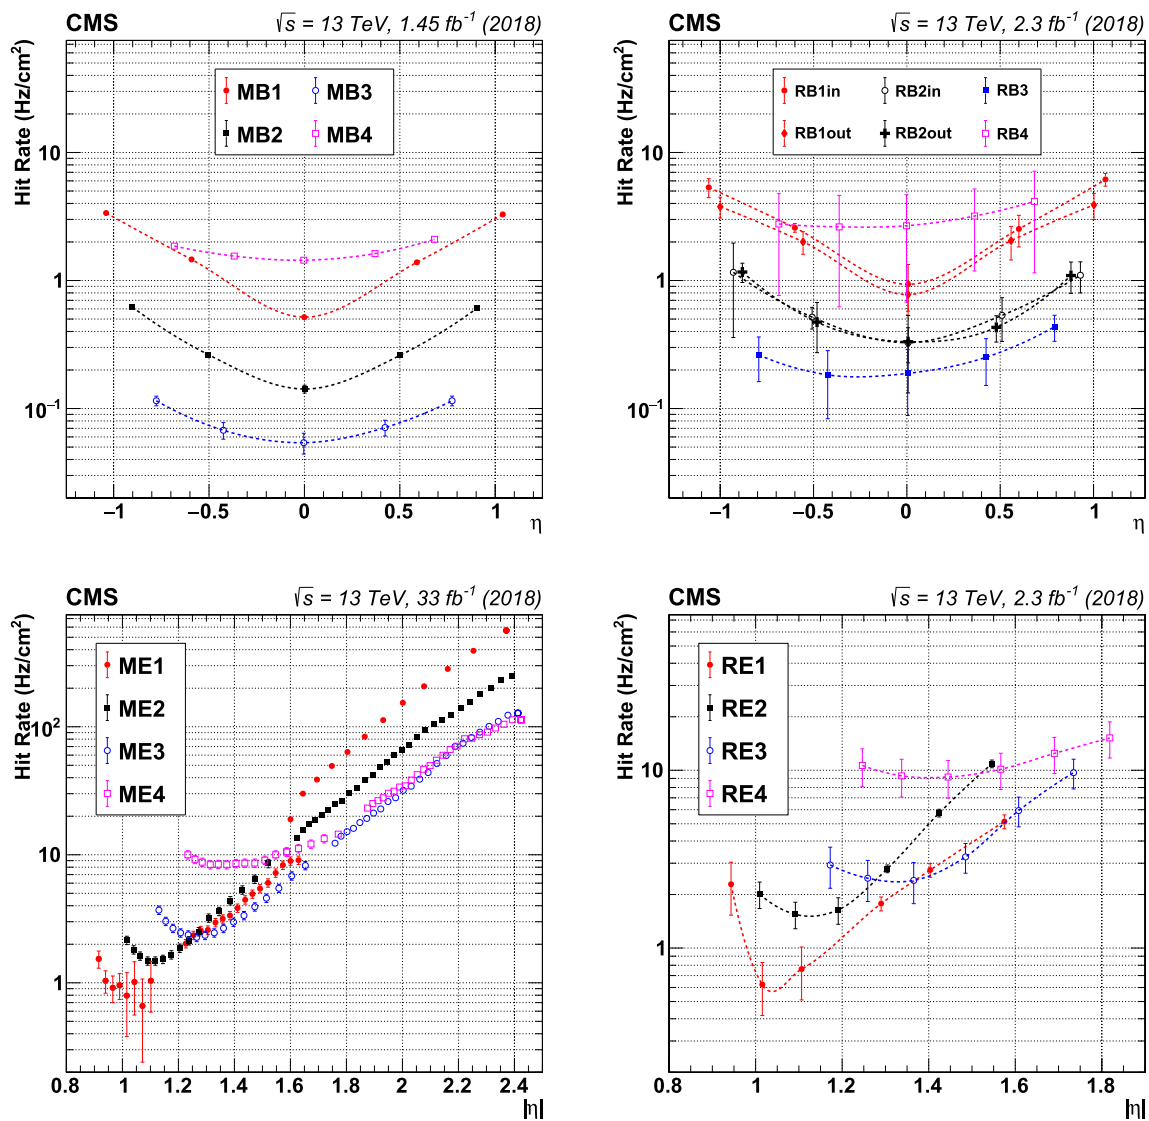 CMS √s = 13 TeV, 1.45 fb⁻¹ (2018)
Hit Rate (Hz/cm²)
MB1 MB3
MB2 MB4
10
1
10⁻¹
−1 −0.5 0 0.5 1
η
CMS √s = 13 TeV, 2.3 fb⁻¹ (2018)
Hit Rate (Hz/cm²)
RB1in RB2in RB3
RB1out RB2out RB4
10
1
10⁻¹
−1 −0.5 0 0.5 1
η
CMS √s = 13 TeV, 33 fb⁻¹ (2018)
Hit Rate (Hz/cm²)
ME1
ME2
ME3
ME4
10²
10
1
0.8 1 1.2 1.4 1.6 1.8 2 2.2 2.4
|η|
CMS √s = 13 TeV, 2.3 fb⁻¹ (2018)
Hit Rate (Hz/cm²)
RE1
RE2
RE3
RE4
10
1
0.8 1 1.2 1.4 1.6 1.8
|η|